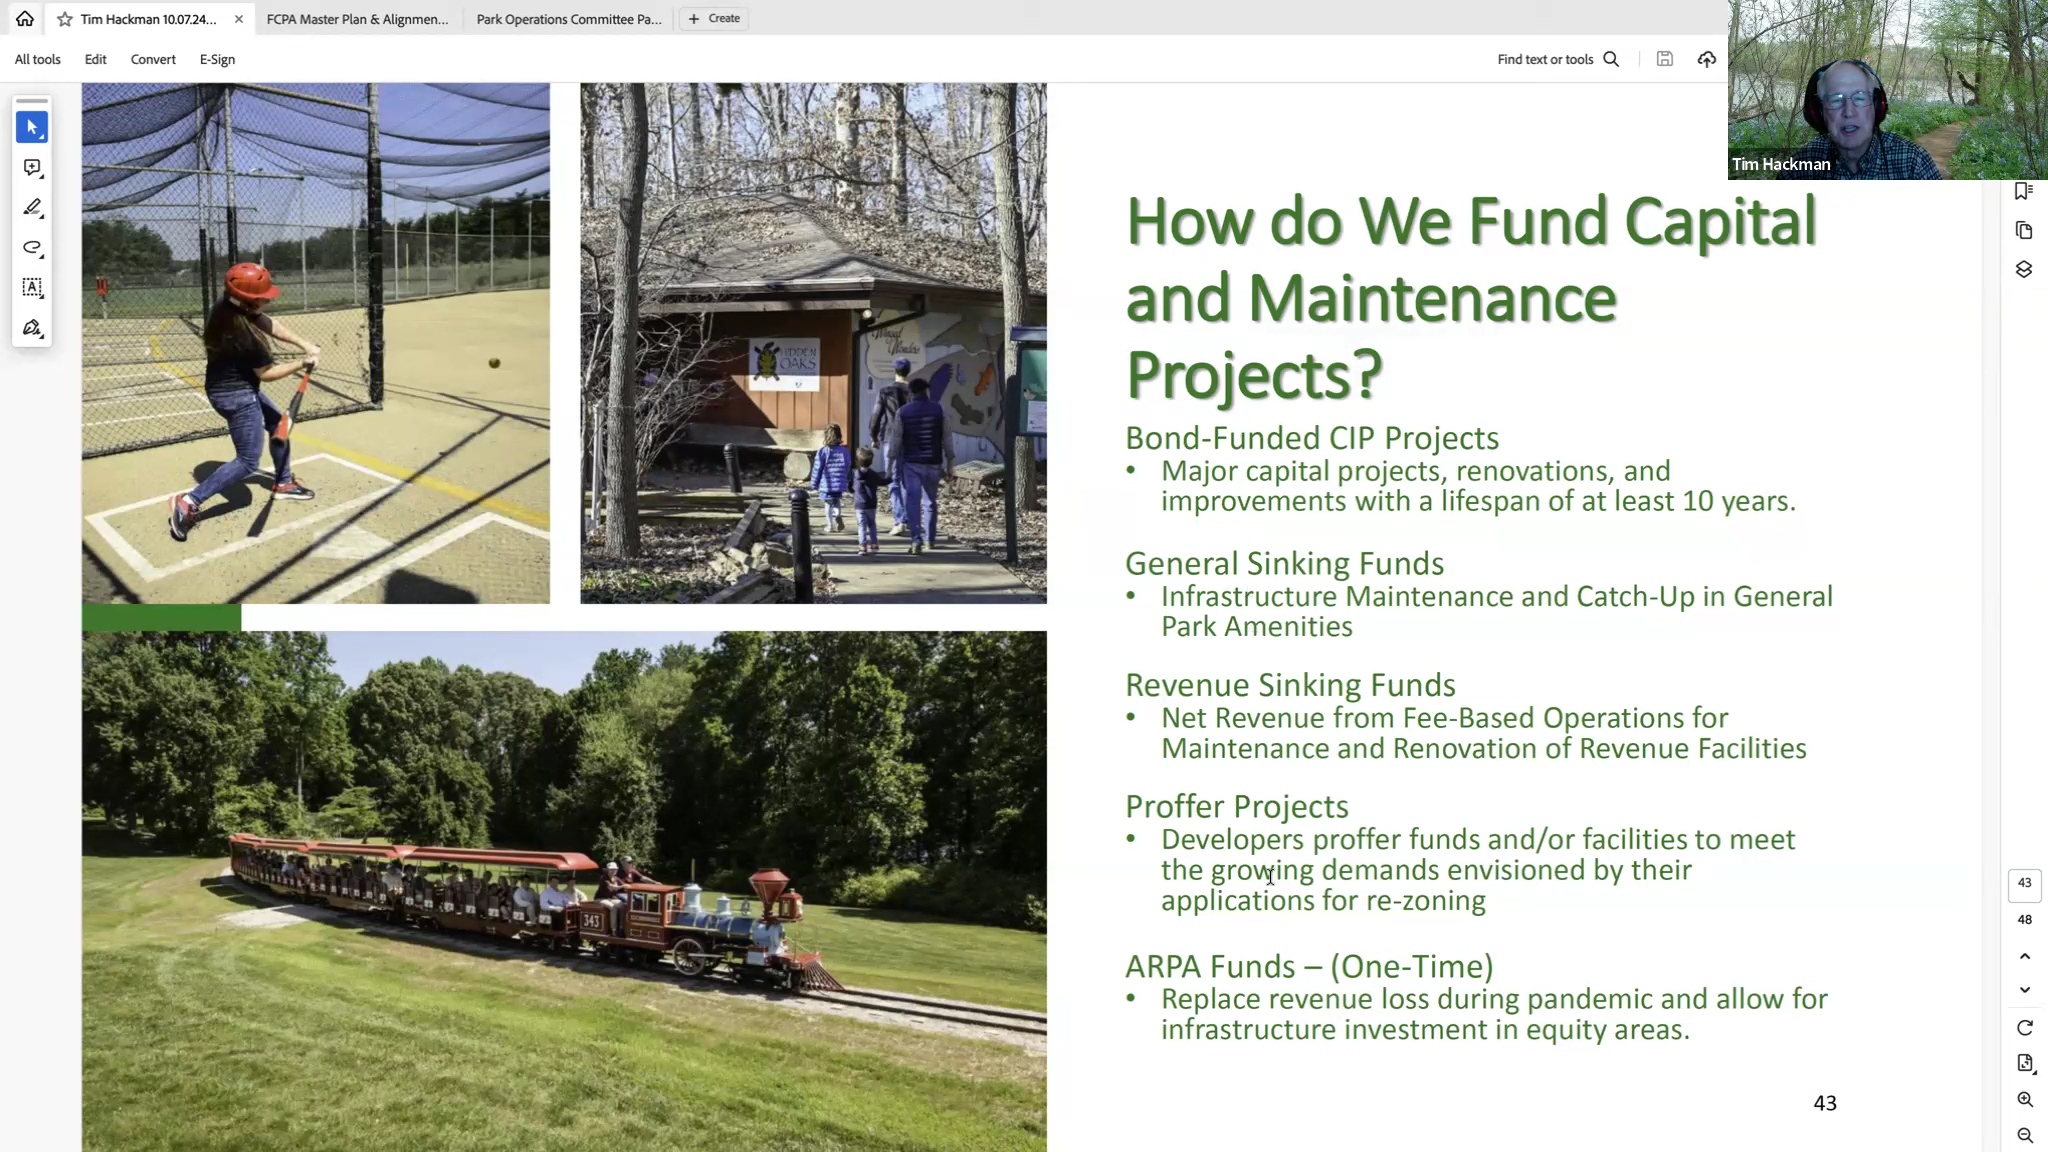 Tim Hackman 10.07.24...
FCPA Master Plan & Alignmen...
Park Operations Committee Pa...
Create
All tools
Edit
Convert
E-Sign
Find text or tools
Tim Hackman
HIDDEN
OAKS
343
How do We Fund Capital
and Maintenance
Projects?
Bond-Funded CIP Projects
• Major capital projects, renovations, and
improvements with a lifespan of at least 10 years.
General Sinking Funds
• Infrastructure Maintenance and Catch-Up in General
Park Amenities
Revenue Sinking Funds
• Net Revenue from Fee-Based Operations for
Maintenance and Renovation of Revenue Facilities
Proffer Projects
• Developers proffer funds and/or facilities to meet
the growing demands envisioned by their
applications for re-zoning
ARPA Funds – (One-Time)
• Replace revenue loss during pandemic and allow for
infrastructure investment in equity areas.
43
43
48